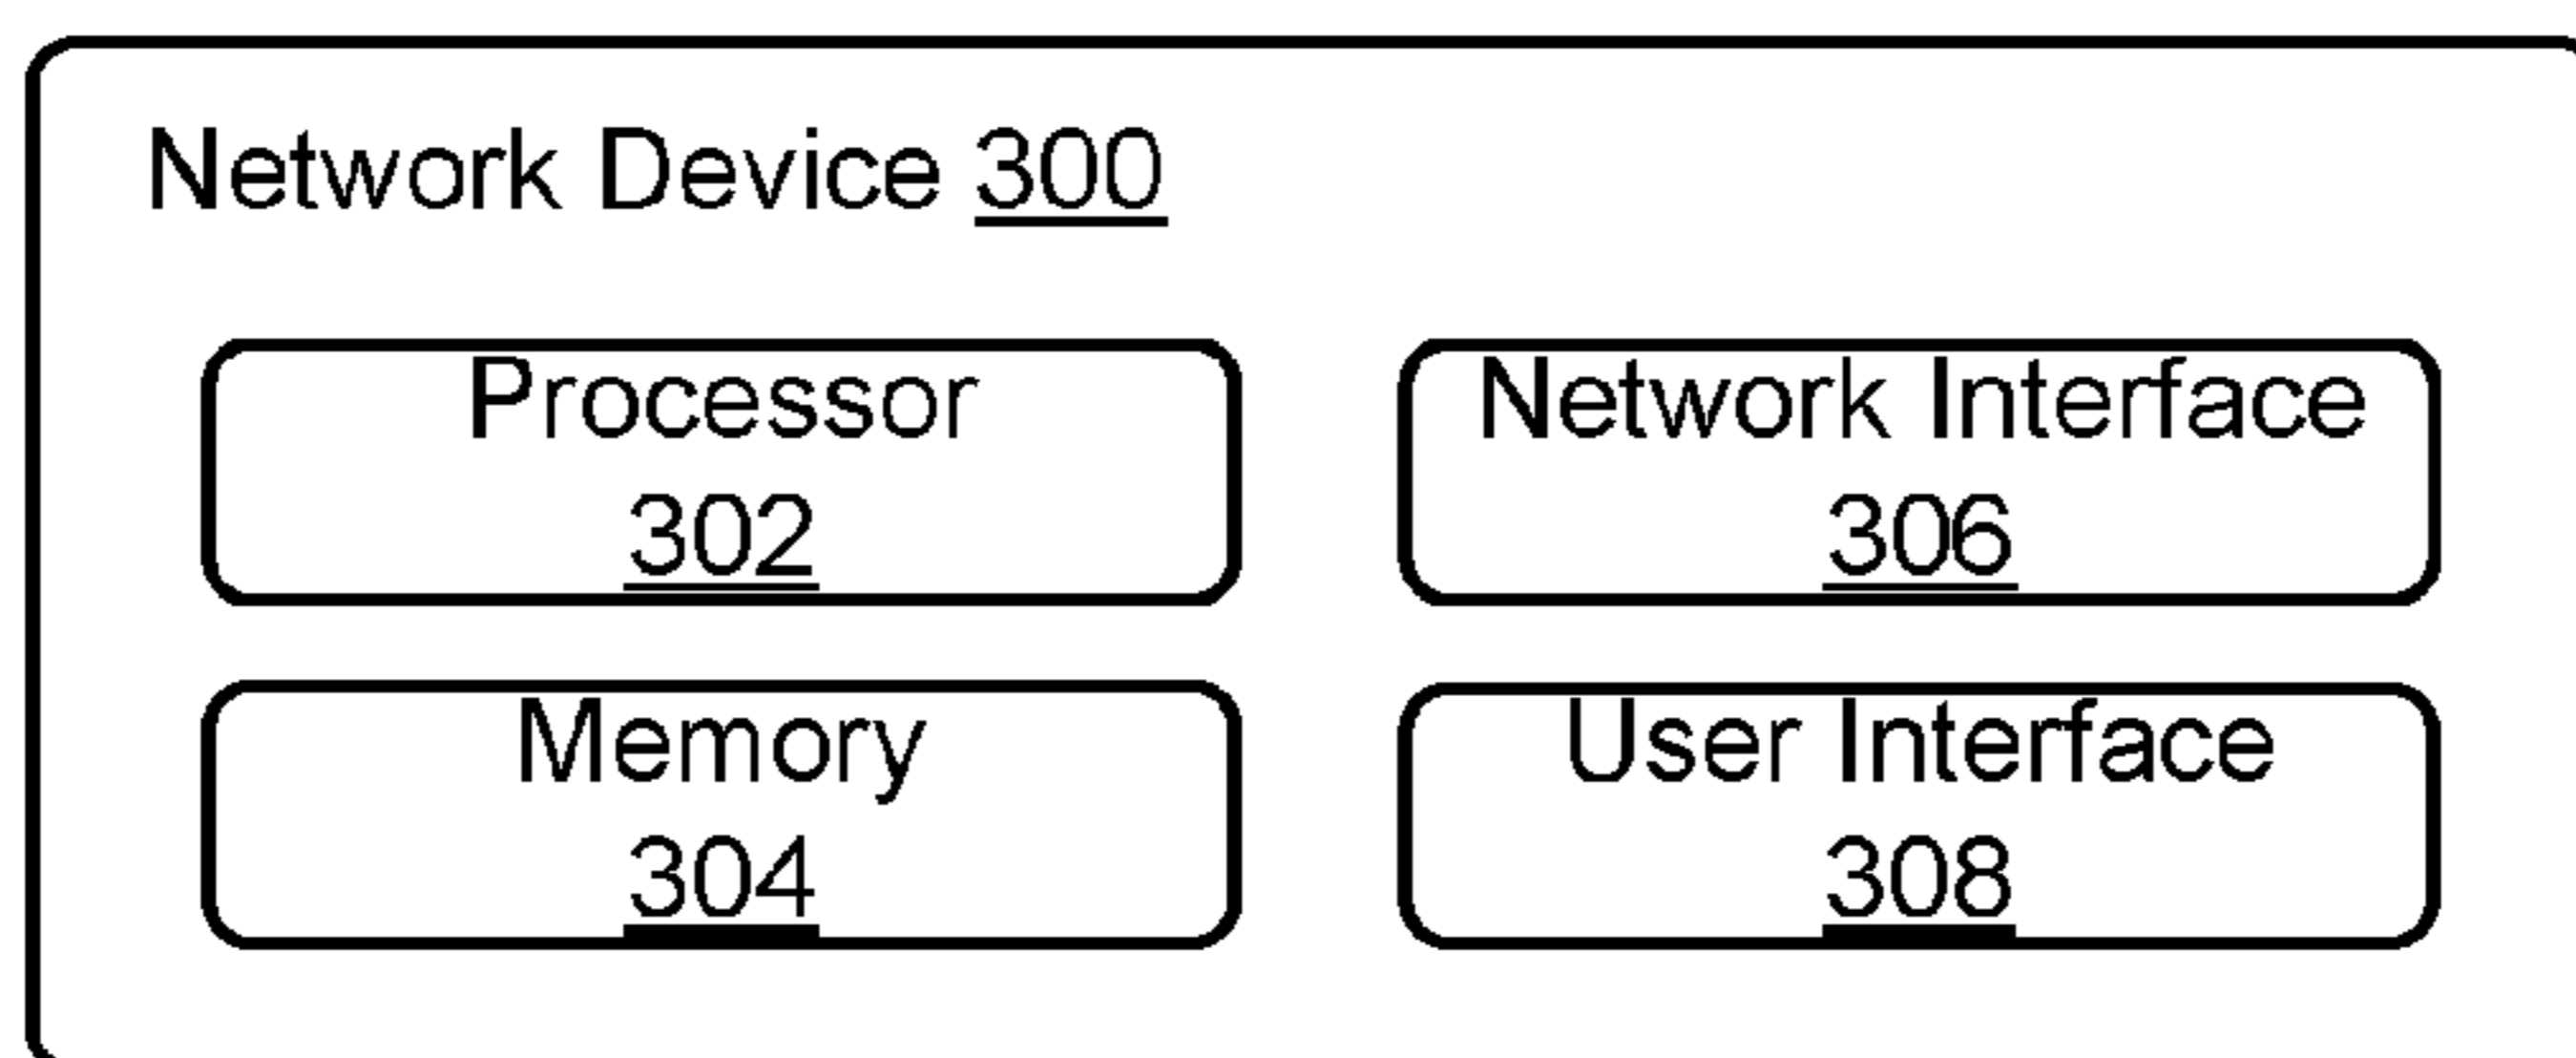 Network Device 300
Processor
302
Network Interface
306
Memory
304
User Interface
308